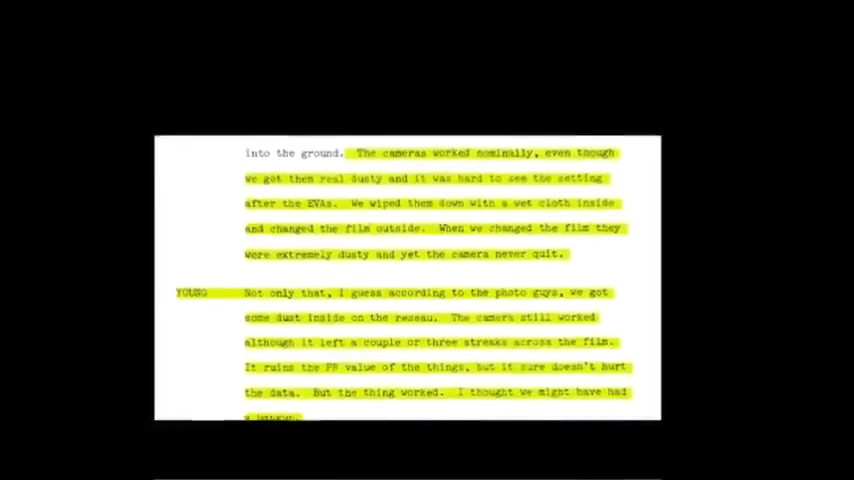 into the ground. The cameras worked nominally, even though
we got them real dusty and it was hard to see the setting
after the EVAs. We wiped them down with a wet cloth inside
and changed the film outside. When we changed the film they
were extremely dusty and yet the camera never quit.
YOUNG Not only that, I guess according to the photo guys, we got
some dust inside on the reseau. The camera still worked
although it left a couple or three streaks across the film.
It ruins the PR value of the things, but it sure doesn't hurt
the data. But the thing worked. I thought we might have had
a